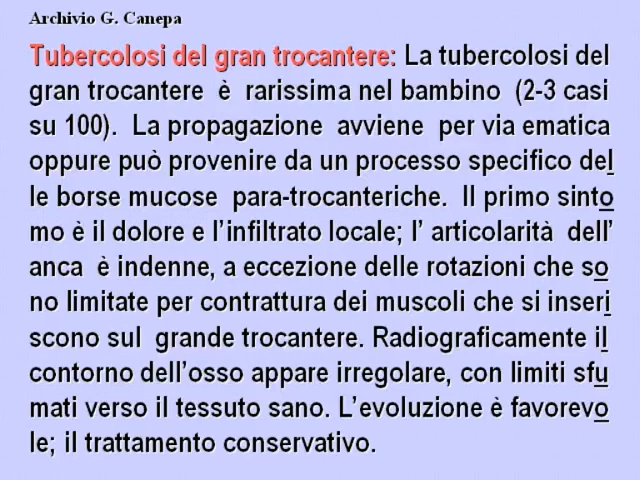 Archivio G. Canepa
Tubercolosi del gran trocantere: La tubercolosi del
gran trocantere è rarissima nel bambino (2-3 casi
su 100). La propagazione avviene per via ematica
oppure può provenire da un processo specifico del
le borse mucose para-trocanteriche. Il primo sinto
mo è il dolore e l’infiltrato locale; l’ articolarità dell’
anca è indenne, a eccezione delle rotazioni che so
no limitate per contrattura dei muscoli che si inseri
scono sul grande trocantere. Radiograficamente il
contorno dell’osso appare irregolare, con limiti sfu
mati verso il tessuto sano. L’evoluzione è favorevo
le; il trattamento conservativo.